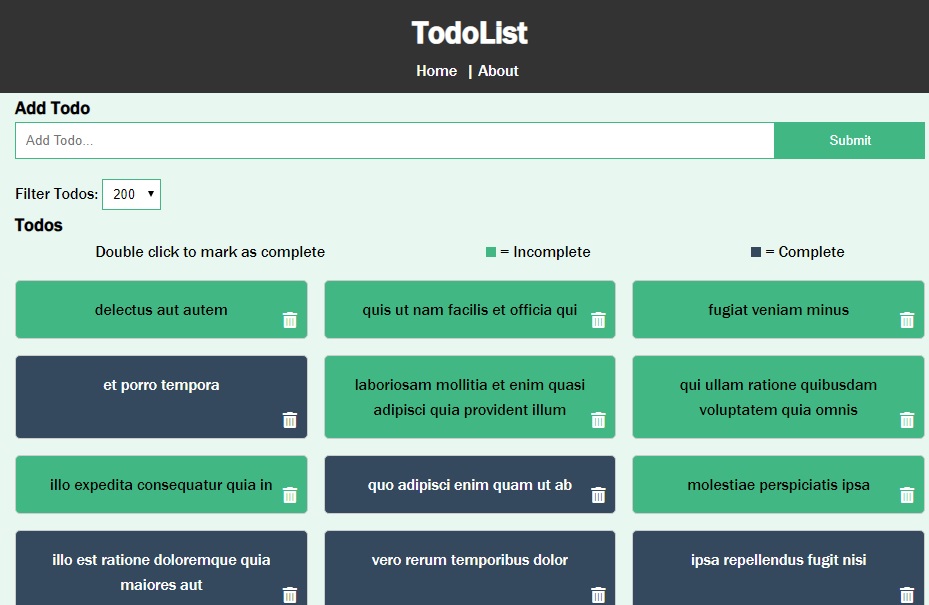 TodoList
Home | About
Add Todo
Add Todo...
Submit
Filter Todos: 200
Todos
Double click to mark as complete
= Incomplete
= Complete
delectus aut autem
quis ut nam facilis et officia qui
fugiat veniam minus
et porro tempora
laboriosam mollitia et enim quasi
adipisci quia provident illum
qui ullam ratione quibusdam
voluptatem quia omnis
illo expedita consequatur quia in
quo adipisci enim quam ut ab
molestiae perspiciatis ipsa
illo est ratione doloremque quia
maiores aut
vero rerum temporibus dolor
ipsa repellendus fugit nisi